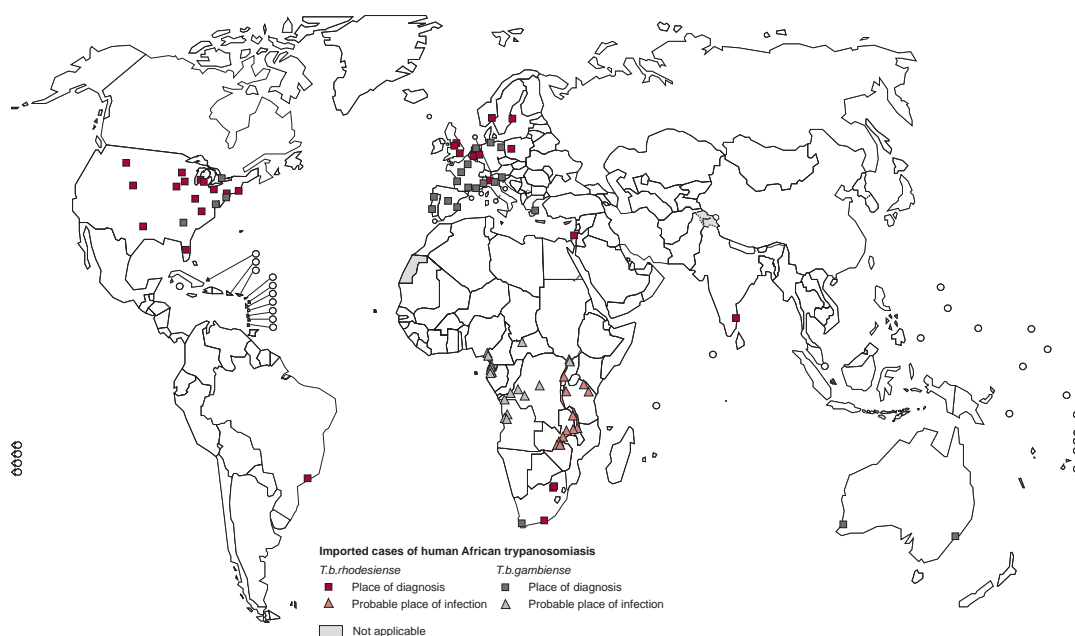 Imported cases of human African trypanosomiasis
T.b.rhodesiense T.b.gambiense
Place of diagnosis Place of diagnosis
Probable place of infection Probable place of infection
Not applicable